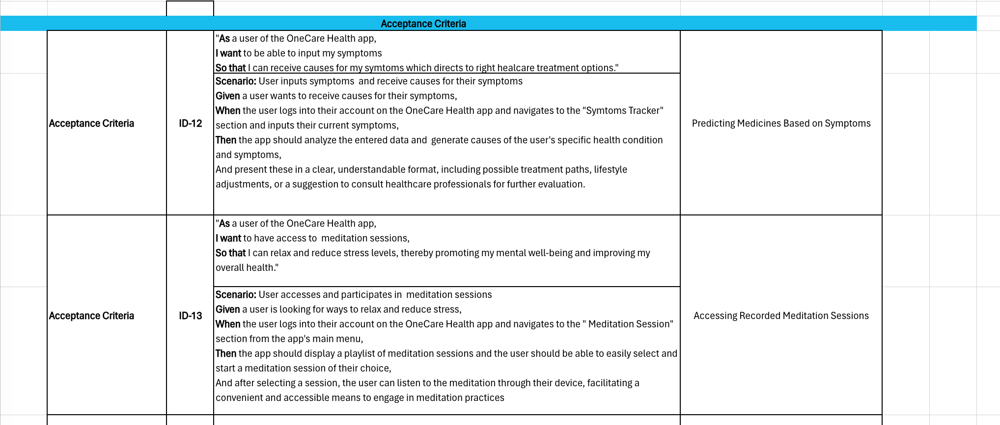 Acceptance Criteria
"As a user of the OneCare Health app,
I want to be able to input my symptoms
So that I can receive causes for my symtoms which directs to right healcare treatment options."
Acceptance Criteria
ID-12
Scenario: User inputs symptoms  and receive causes for their symptoms
Given a user wants to receive causes for their symptoms,
When the user logs into their account on the OneCare Health app and navigates to the "Symtoms Tracker"
section and inputs their current symptoms,
Then the app should analyze the entered data and  generate causes of the user's specific health condition
and symptoms,
And present these in a clear, understandable format, including possible treatment paths, lifestyle
adjustments, or a suggestion to consult healthcare professionals for further evaluation.
Predicting Medicines Based on Symptoms
"As a user of the OneCare Health app,
I want to have access to  meditation sessions,
So that I can relax and reduce stress levels, thereby promoting my mental well-being and improving my
overall health."
Acceptance Criteria
ID-13
Scenario: User accesses and participates in  meditation sessions
Given a user is looking for ways to relax and reduce stress,
When the user logs into their account on the OneCare Health app and navigates to the " Meditation Session"
section from the app's main menu,
Then the app should display a playlist of meditation sessions and the user should be able to easily select and
start a meditation session of their choice,
And after selecting a session, the user can listen to the meditation through their device, facilitating a
convenient and accessible means to engage in meditation practices
Accessing Recorded Meditation Sessions